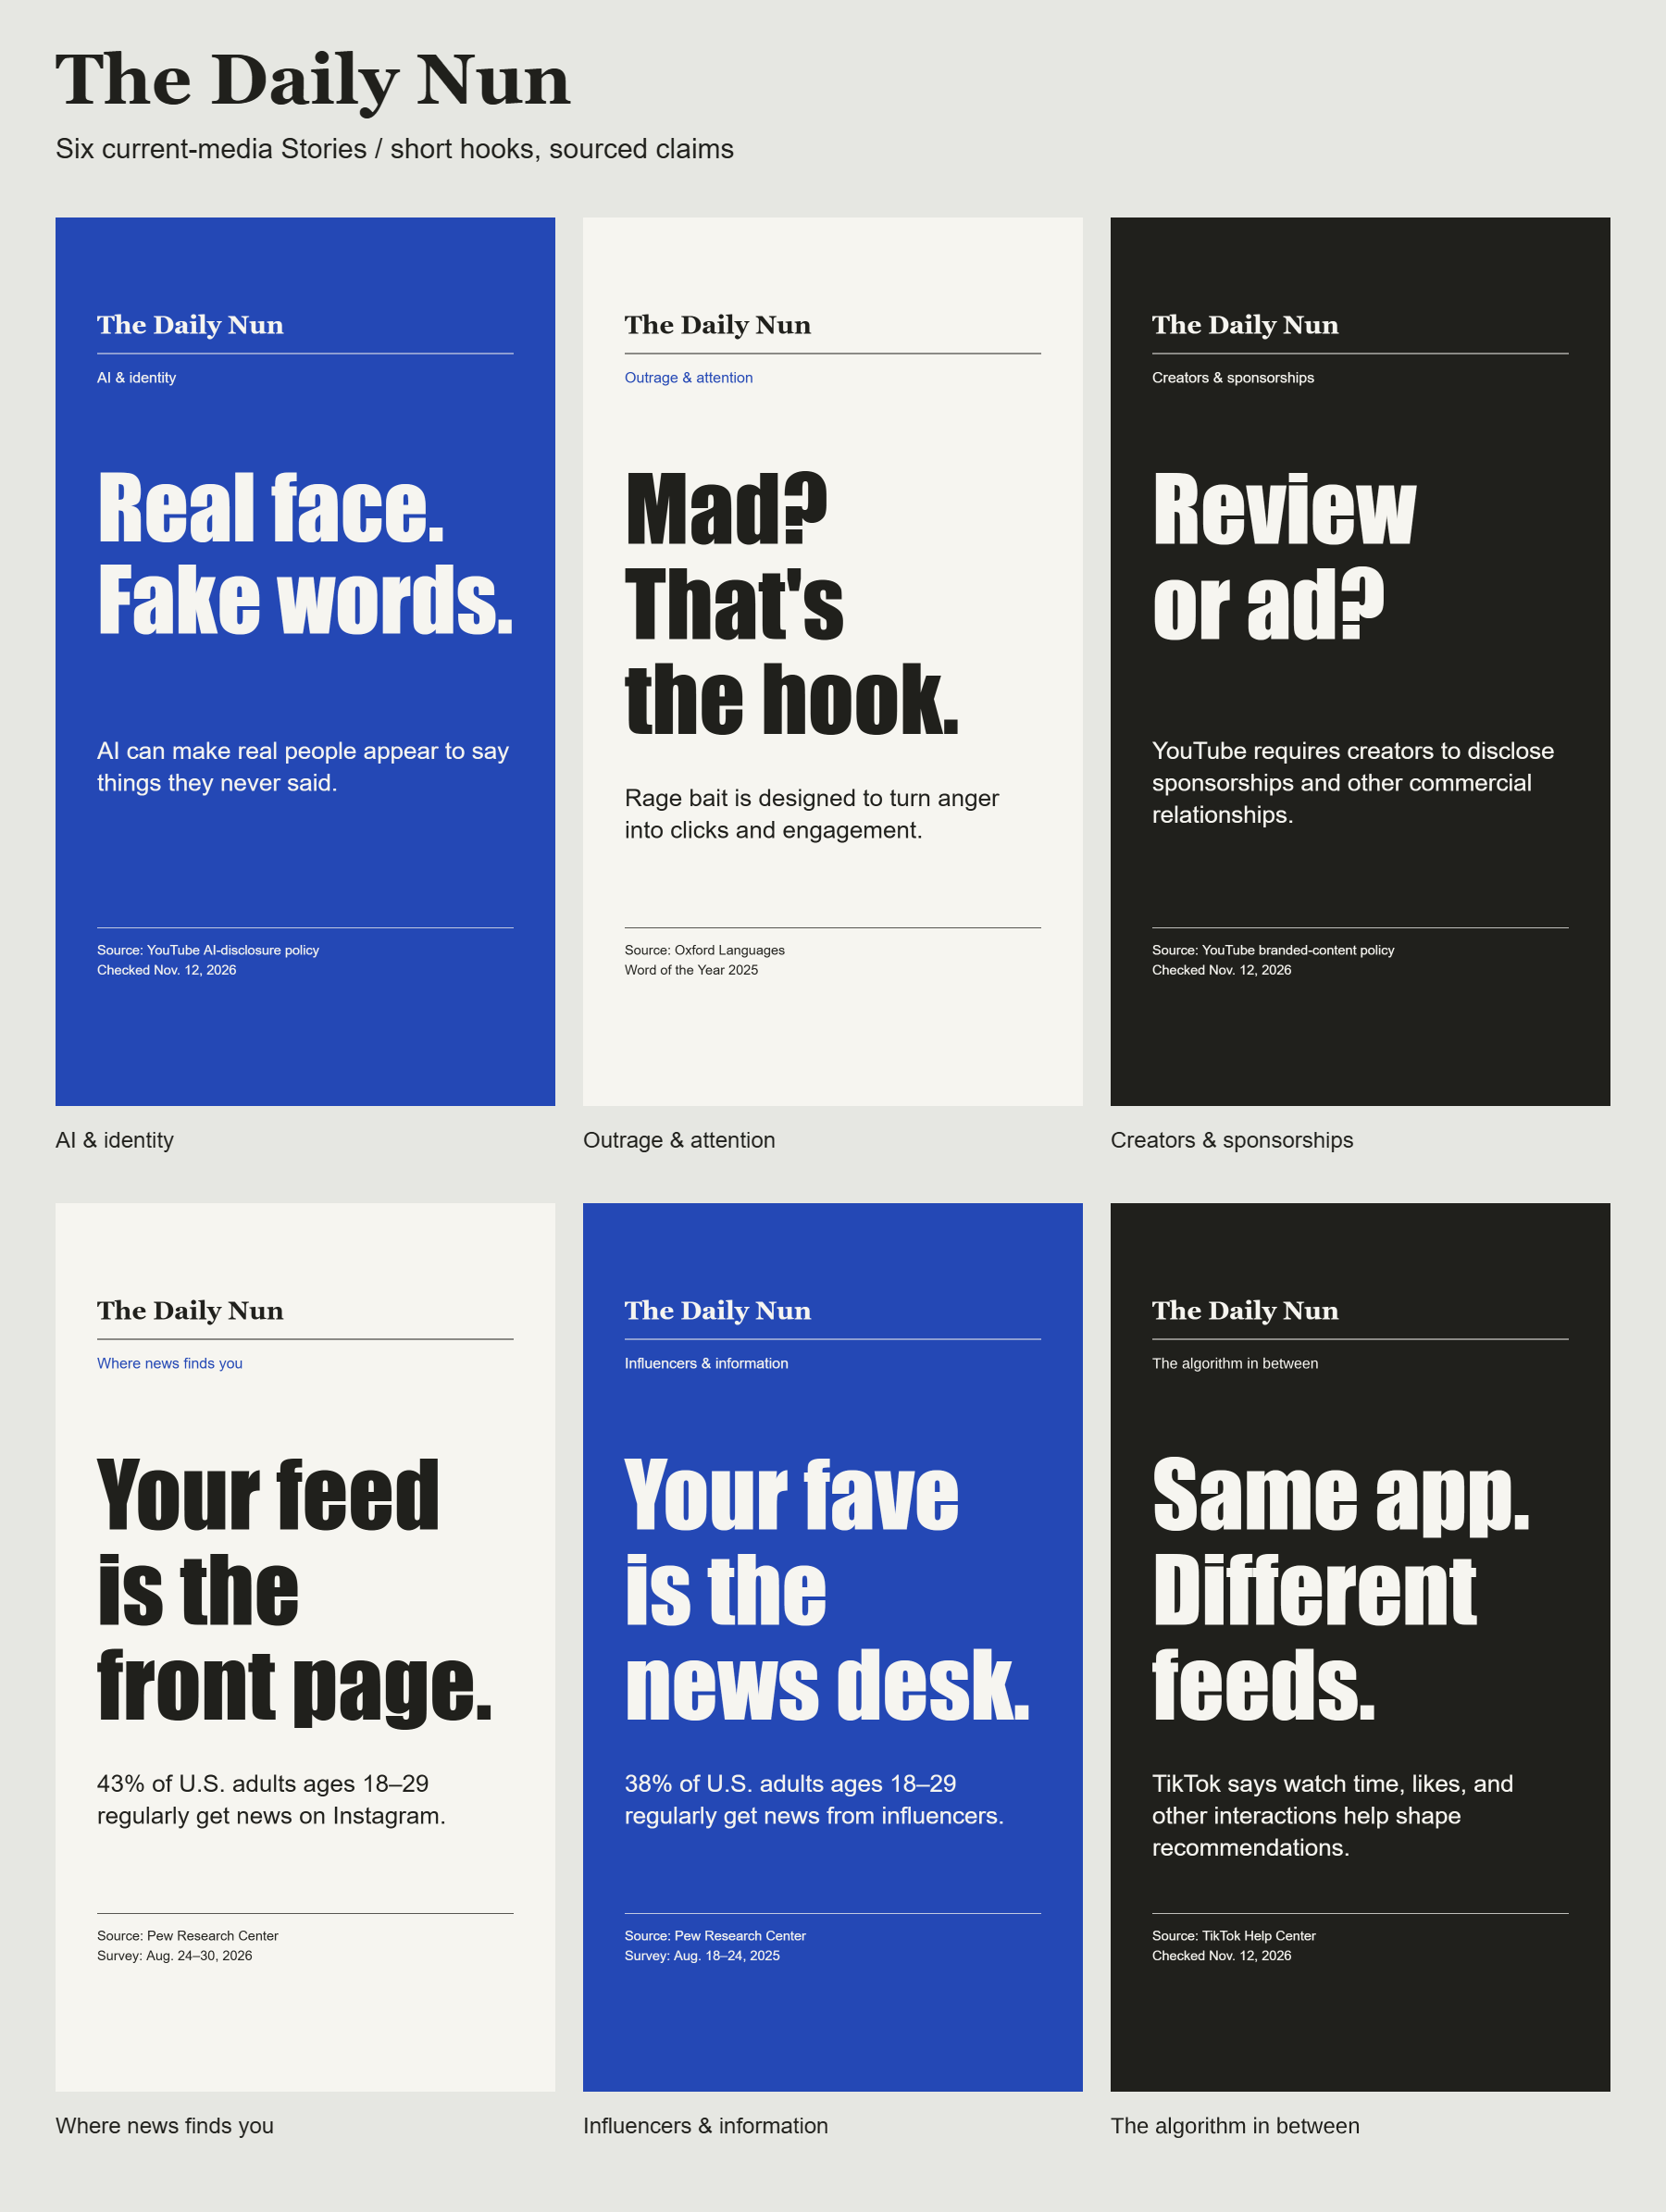 The Daily Nun
Six current-media Stories / short hooks, sourced claims
The Daily Nun
AI & identity
Real face.
Fake words.
AI can make real people appear to say
things they never said.
Source: YouTube AI-disclosure policy
Checked Nov. 12, 2026
AI & identity
The Daily Nun
Outrage & attention
Mad?
That's
the hook.
Rage bait is designed to turn anger
into clicks and engagement.
Source: Oxford Languages
Word of the Year 2025
Outrage & attention
The Daily Nun
Creators & sponsorships
Review
or ad?
YouTube requires creators to disclose
sponsorships and other commercial
relationships.
Source: YouTube branded-content policy
Checked Nov. 12, 2026
Creators & sponsorships
The Daily Nun
Where news finds you
Your feed
is the
front page.
43% of U.S. adults ages 18–29
regularly get news on Instagram.
Source: Pew Research Center
Survey: Aug. 24–30, 2026
Where news finds you
The Daily Nun
Influencers & information
Your fave
is the
news desk.
38% of U.S. adults ages 18–29
regularly get news from influencers.
Source: Pew Research Center
Survey: Aug. 18–24, 2025
Influencers & information
The Daily Nun
The algorithm in between
Same app.
Different
feeds.
TikTok says watch time, likes, and
other interactions help shape
recommendations.
Source: TikTok Help Center
Checked Nov. 12, 2026
The algorithm in between